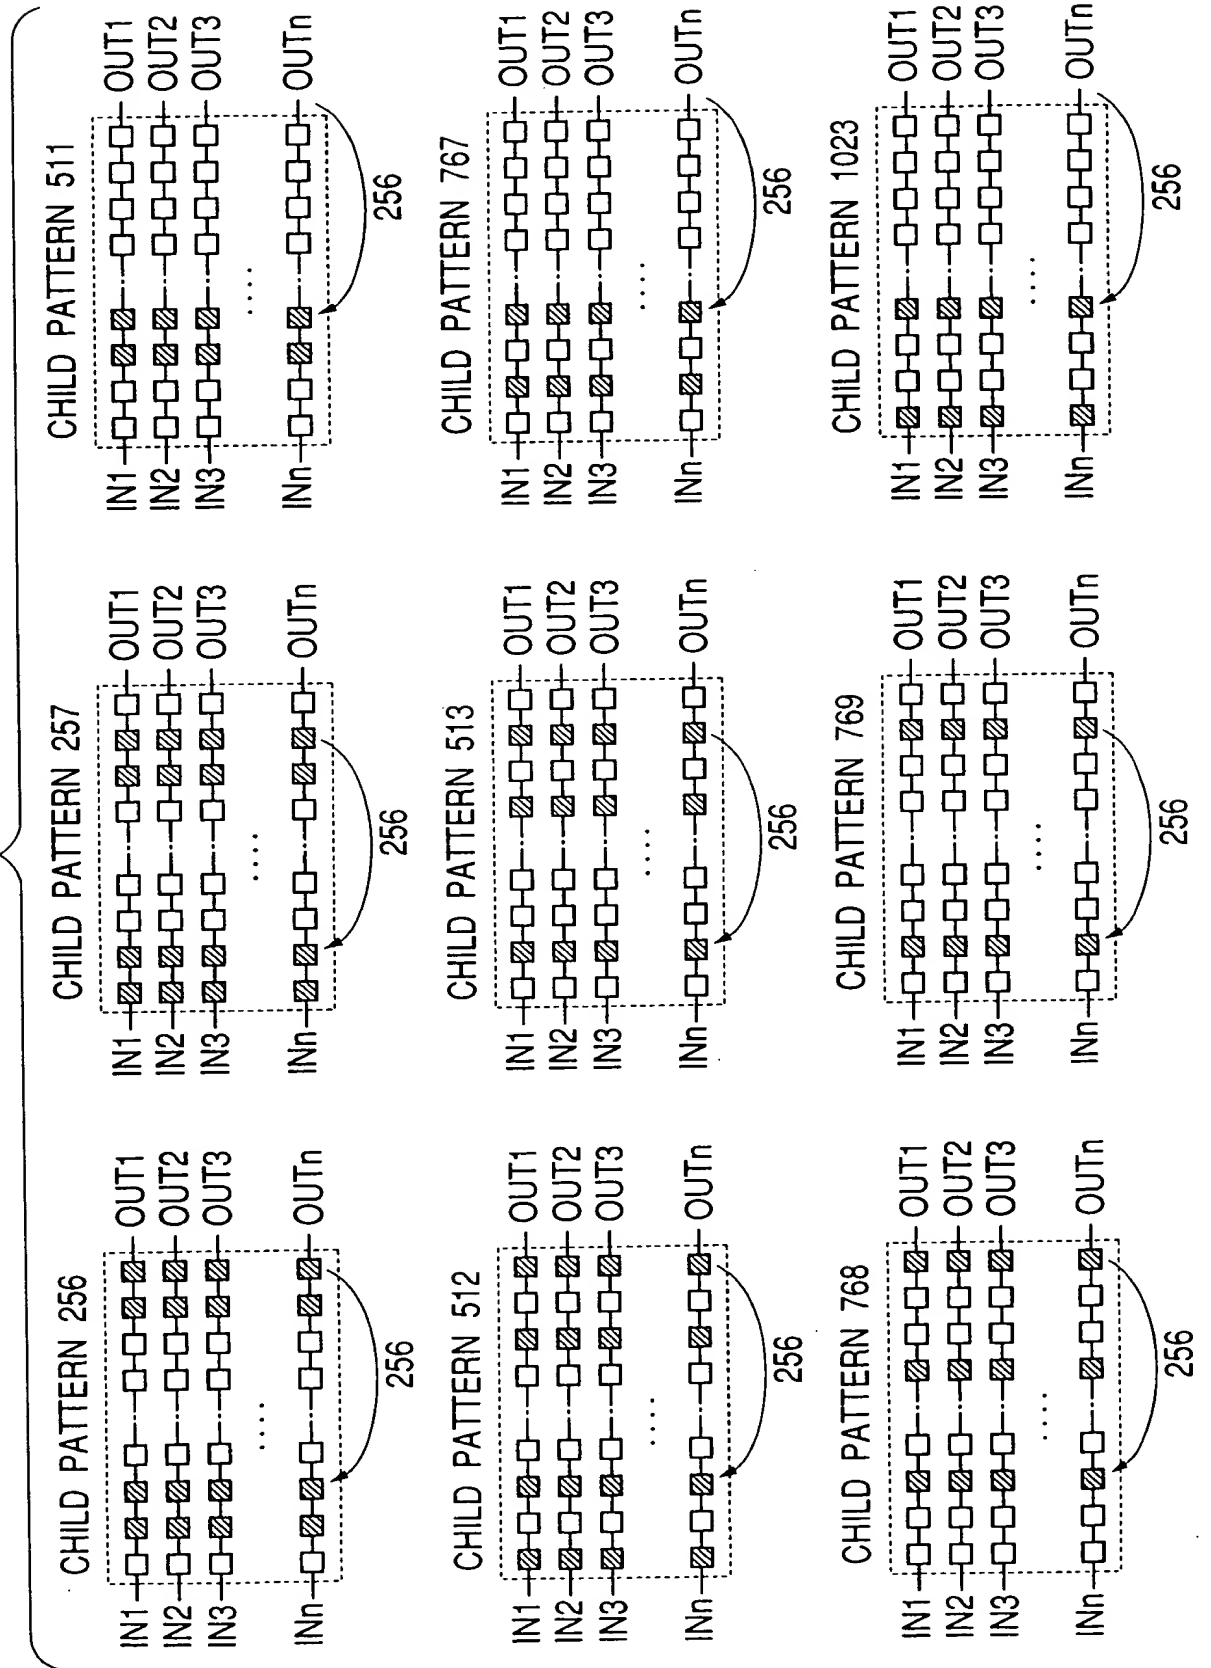 CHILD PATTERN 256
IN1 OUT1
IN2 OUT2
IN3 OUT3
....
INn OUTn
256
CHILD PATTERN 257
IN1 OUT1
IN2 OUT2
IN3 OUT3
....
INn OUTn
256
CHILD PATTERN 511
IN1 OUT1
IN2 OUT2
IN3 OUT3
....
INn OUTn
256
CHILD PATTERN 512
IN1 OUT1
IN2 OUT2
IN3 OUT3
....
INn OUTn
256
CHILD PATTERN 513
IN1 OUT1
IN2 OUT2
IN3 OUT3
....
INn OUTn
256
CHILD PATTERN 767
IN1 OUT1
IN2 OUT2
IN3 OUT3
....
INn OUTn
256
CHILD PATTERN 768
IN1 OUT1
IN2 OUT2
IN3 OUT3
....
INn OUTn
256
CHILD PATTERN 769
IN1 OUT1
IN2 OUT2
IN3 OUT3
....
INn OUTn
256
CHILD PATTERN 1023
IN1 OUT1
IN2 OUT2
IN3 OUT3
....
INn OUTn
256